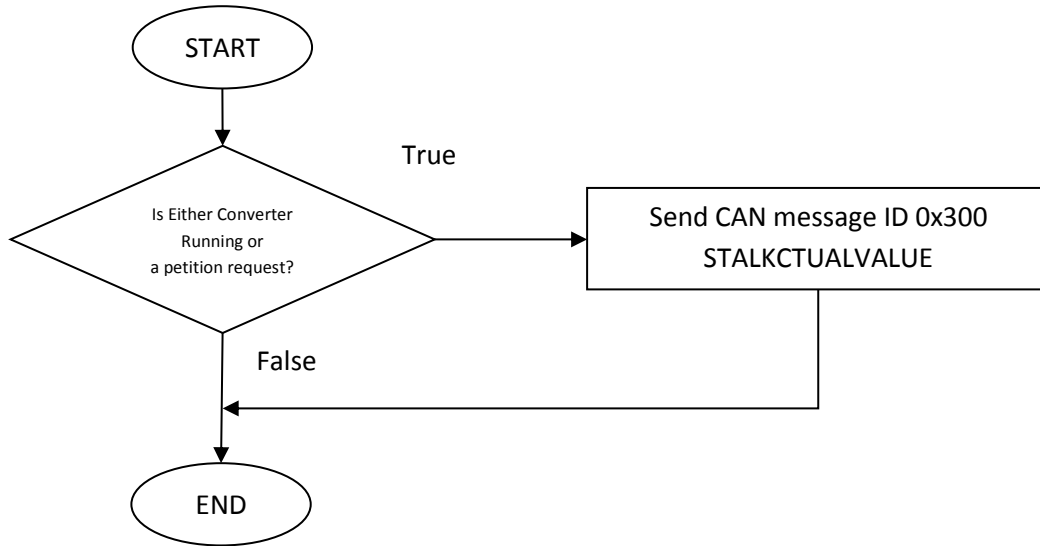 START
True
Is Either Converter
Running or
a petition request?
Send CAN message ID 0x300
STALKCTUALVALUE
False
END